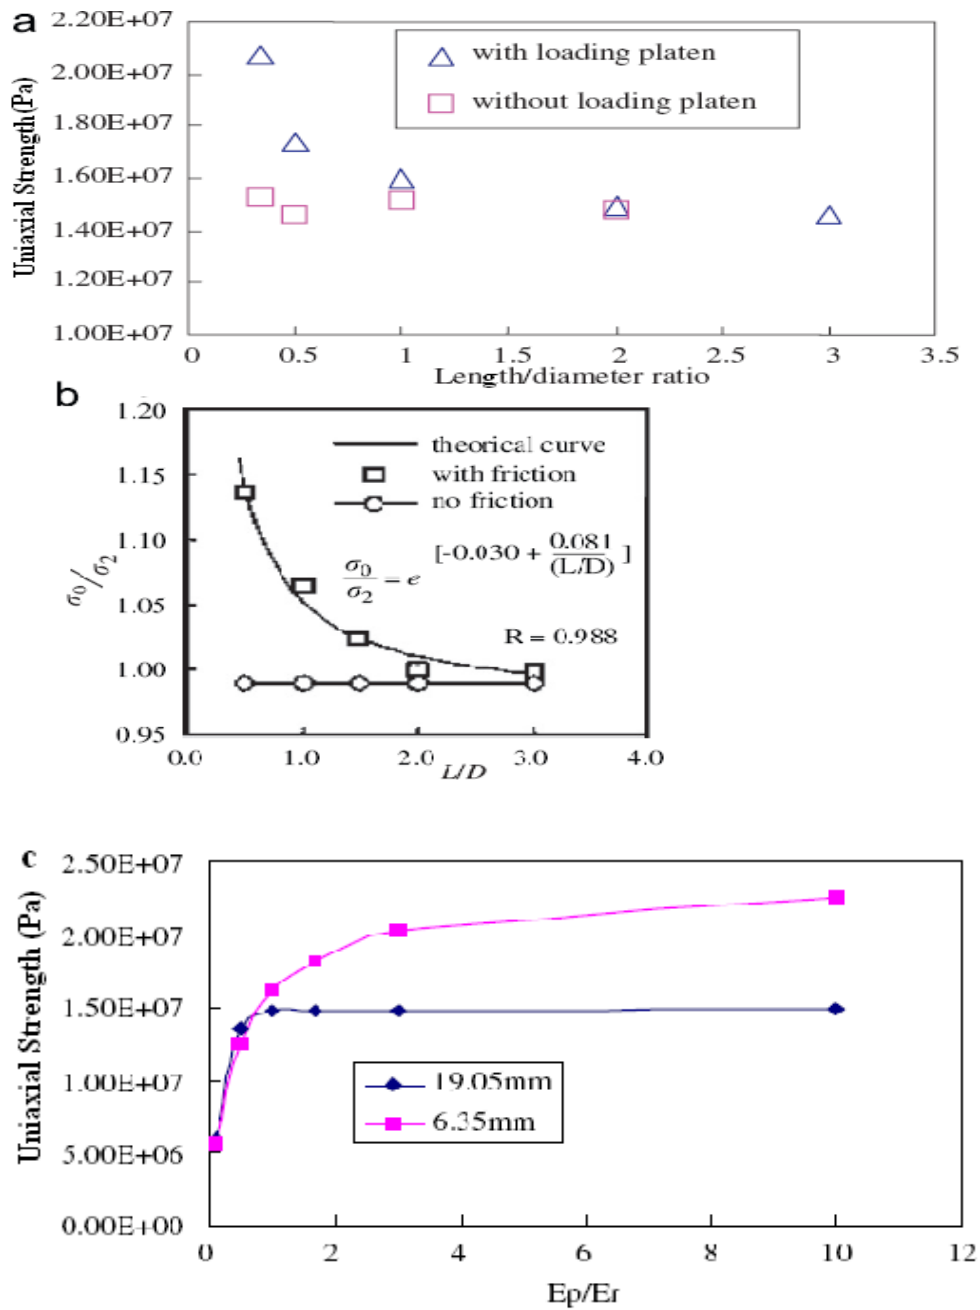 a
2.20E+07
2.00E+07
1.80E+07
1.60E+07
1.40E+07
1.20E+07
1.00E+07
Uniaxial Strength (Pa)
with loading platen
without loading platen
0 0.5 1 1.5 2 2.5 3 3.5
Length/diameter ratio
b
1.20
1.15
1.10
1.05
1.00
0.95
σ0/σ2
theorical curve
with friction
no friction
σ0/σ2 = e [-0.030 + 0.081/(L/D) ]
R = 0.988
0.0 1.0 2.0 3.0 4.0
L/D
c
2.50E+07
2.00E+07
1.50E+07
1.00E+07
5.00E+06
0.00E+00
Uniaxial Strength (Pa)
19.05mm
6.35mm
0 2 4 6 8 10 12
Ep/Er